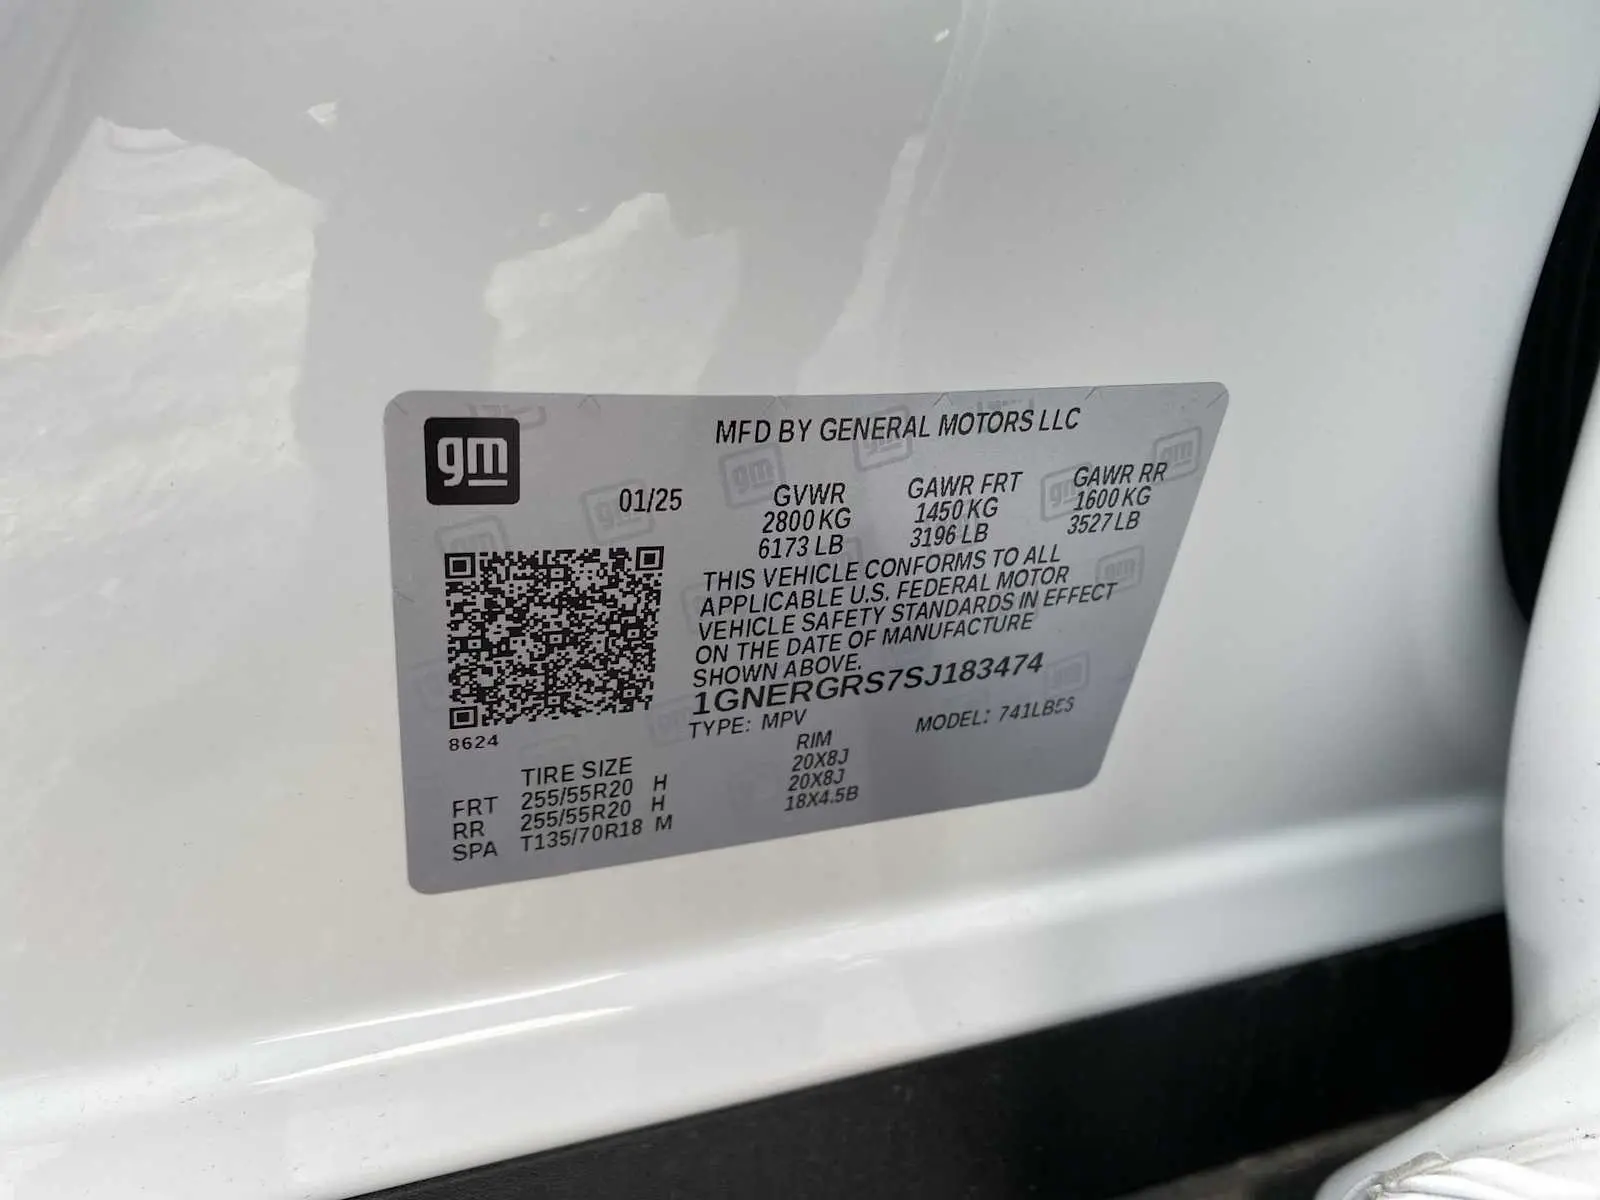 gm
MFD BY GENERAL MOTORS LLC
01/25
GVWR
2800 KG
6173 LB
GAWR FRT
1450 KG
3196 LB
GAWR RR
1600 KG
3527 LB
THIS VEHICLE CONFORMS TO ALL
APPLICABLE U.S. FEDERAL MOTOR
VEHICLE SAFETY STANDARDS IN EFFECT
ON THE DATE OF MANUFACTURE
SHOWN ABOVE.
1GNERGRS7SJ183474
TYPE: MPV
MODEL:
8624
TIRE SIZE RIM
FRT 255/55R20 H 20X8J
RR 255/55R20 H 20X8J
SPA T135/70R18 M 18X4.5B